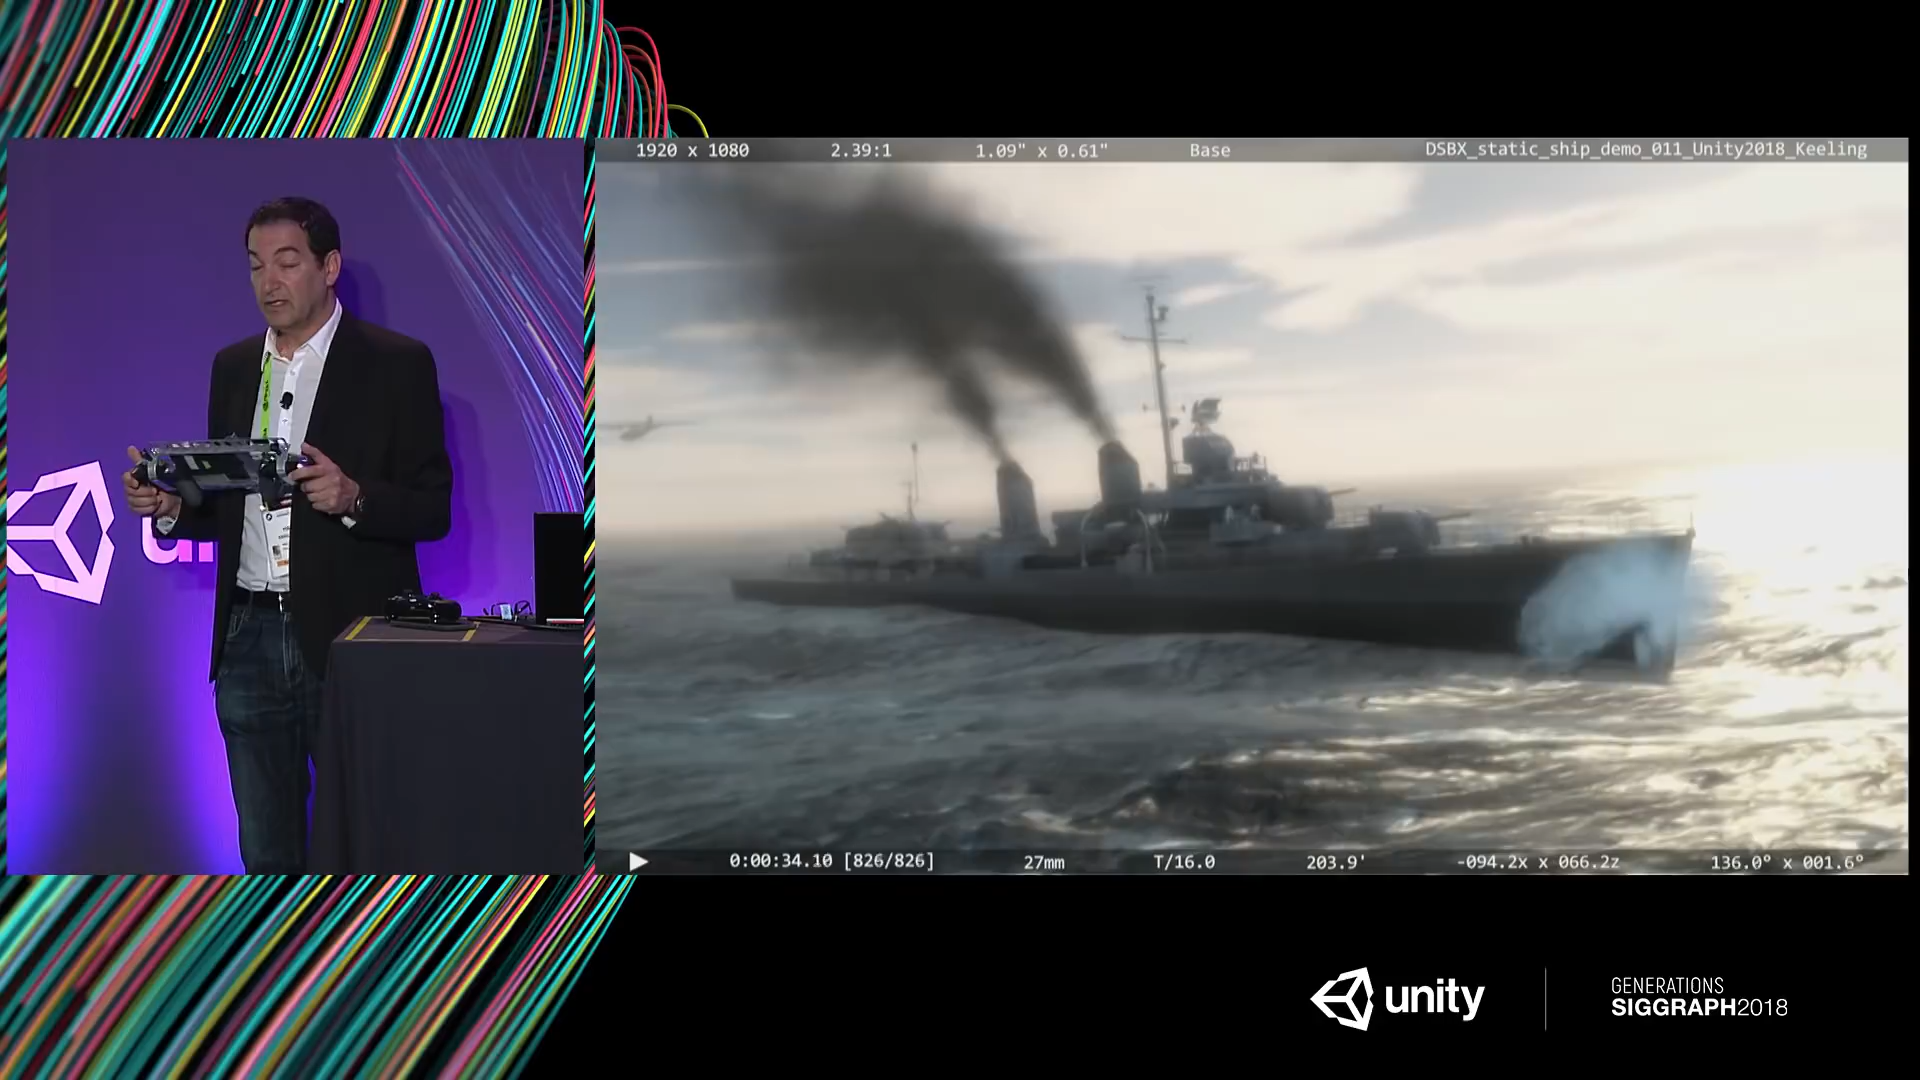 1920 x 1080 2.39:1 1.09" x 0.61" Base DSBX_static_ship_demo_011_Unity2018_Keeling
0:00:34.10 [826/826] 27mm T/16.0 203.9' -094.2x x 066.2z 136.0° x 001.6°
unity
GENERATIONS
SIGGRAPH2018